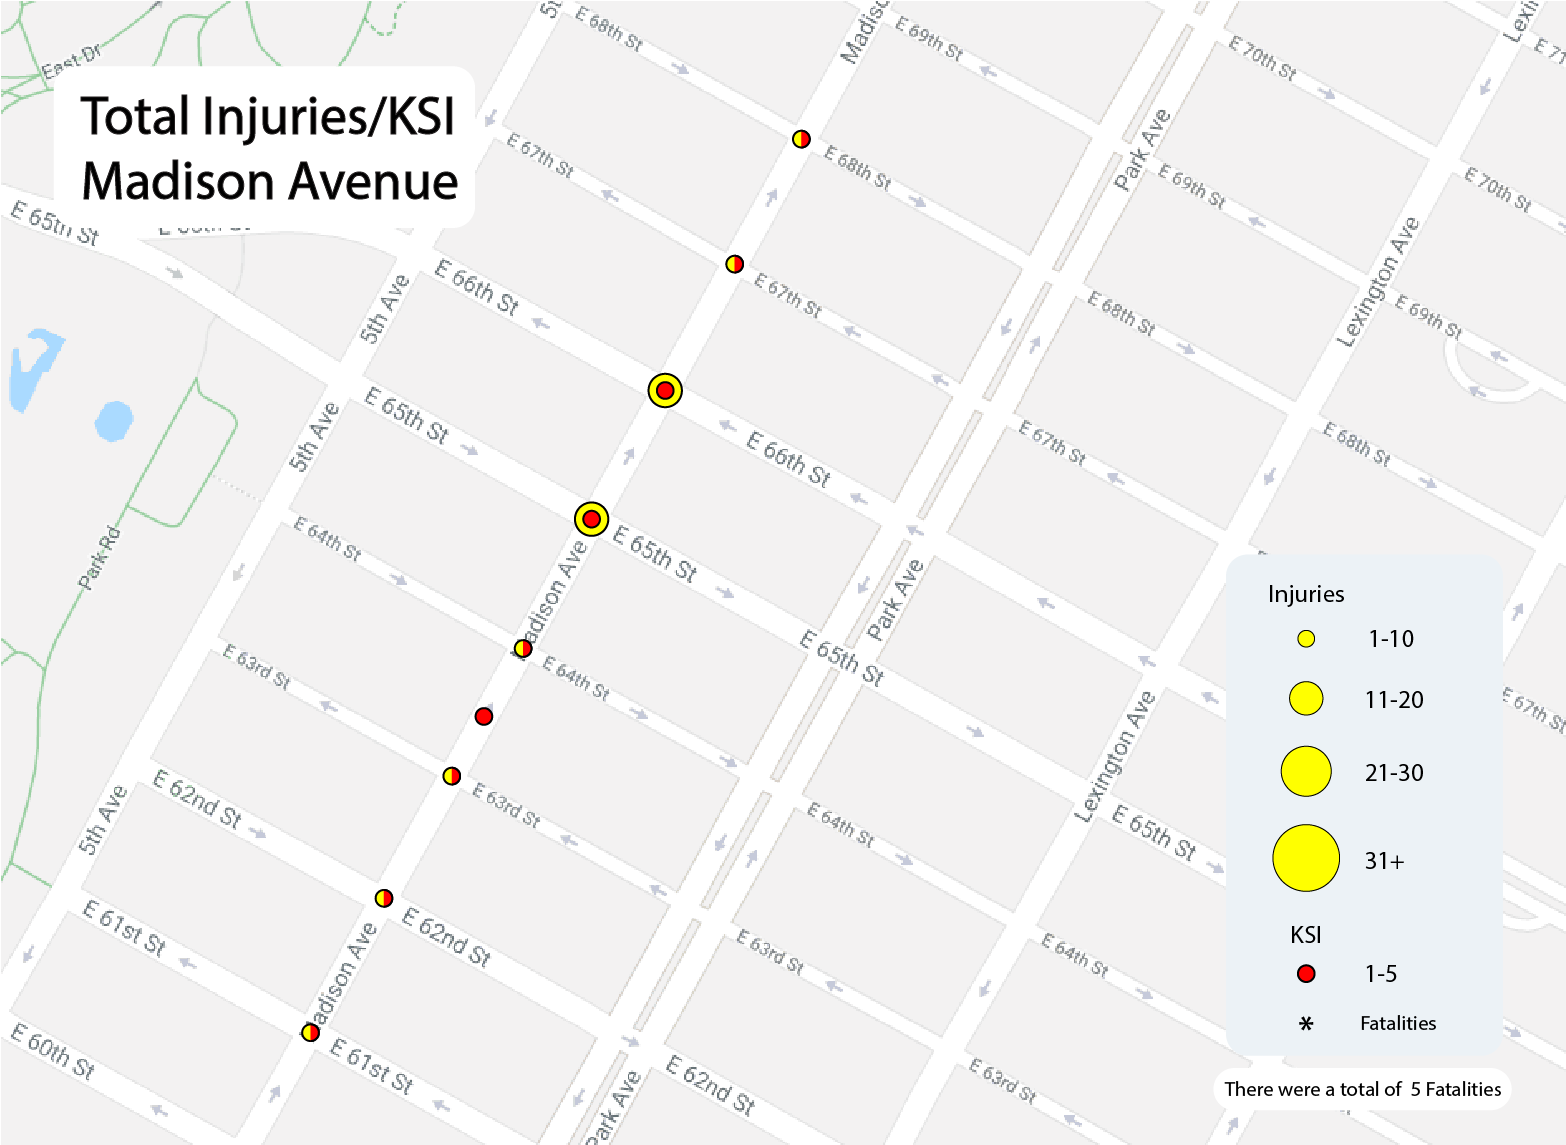 5t
E 68th St
Madiso
E 69th St
E 70th St
Lexin
E 71
East Dr
Total Injuries/KSI
Madison Avenue
E 67th St
E 68th St
Park Ave
E 69th St
E 70th St
E 65th St
5th Ave
E 66th St
E 67th St
E 68th St
Lexington Ave
E 69th St
5th Ave
E 65th St
E 66th St
E 67th St
E 68th St
Park Rd
E 64th St
Madison Ave
E 65th St
Park Ave
E 65th St
E 63rd St
E 64th St
Lexington Ave
E 67th St
5th Ave
E 62nd St
E 63rd St
E 64th St
E 65th St
E 61st St
Madison Ave
E 62nd St
E 63rd St
E 64th St
E 60th St
E 61st St
Park Ave
E 62nd St
E 63rd St
Injuries
1-10
11-20
21-30
31+
KSI
1-5
* Fatalities
There were a total of 5 Fatalities